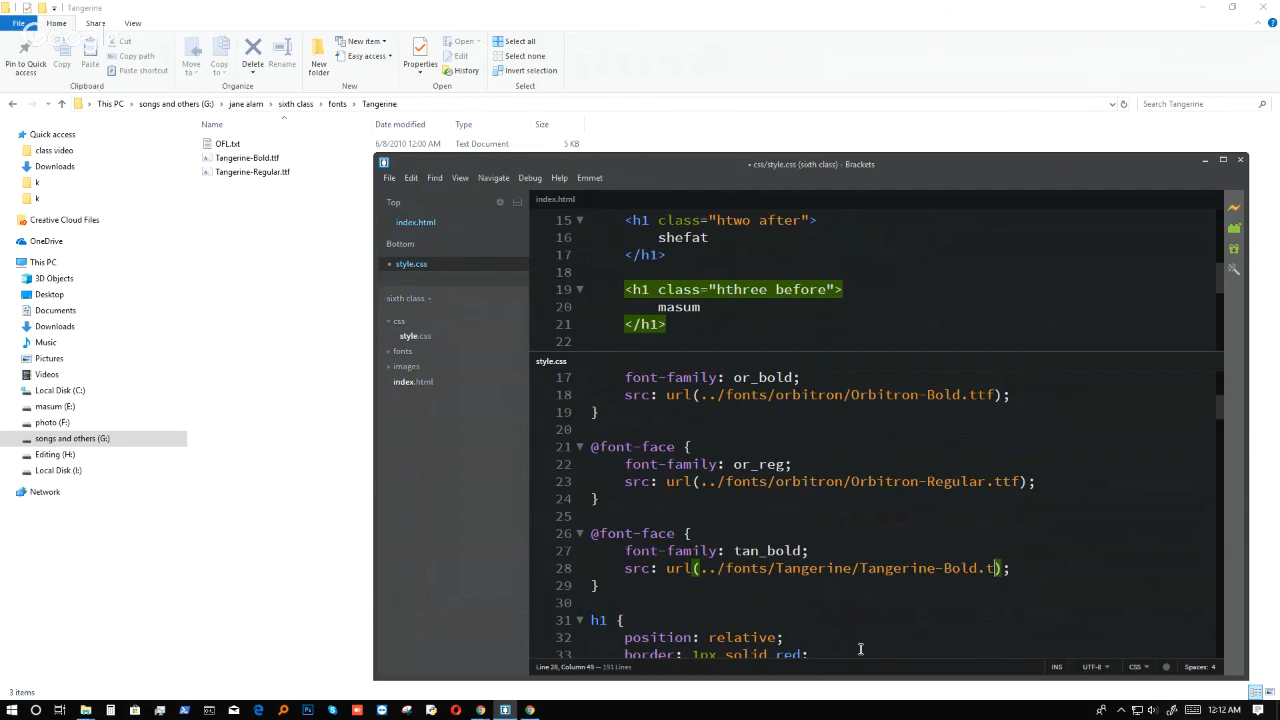 Tangerine
File
Home
Share
View
Pin to Quick access
Copy
Paste
Cut
Copy path
Paste shortcut
Clipboard
Move to
Copy to
Delete
Rename
Organize
New folder
New item
Easy access
New
Properties
Open
Edit
History
Open
Select all
Select none
Invert selection
Select
This PC > songs and others (G:) > jane alam > sixth class > fonts > Tangerine
Search Tangerine
Name
Date modified
Type
Size
OFL.txt
6/8/2010 12:00 AM
Text Document
5 KB
Tangerine-Bold.ttf
Tangerine-Regular.ttf
Quick access
class video
Downloads
k
k
Creative Cloud Files
OneDrive
This PC
3D Objects
Desktop
Documents
Downloads
Music
Pictures
Videos
Local Disk (C:)
masum (E:)
photo (F:)
songs and others (G:)
Editing (H:)
Local Disk (I:)
Network
3 items
• css/style.css (sixth class) - Brackets
File Edit Find View Navigate Debug Help Emmet
Top
index.html
Bottom
style.css
sixth class
css
style.css
fonts
images
index.html
index.html
15 <h1 class="htwo after">
16 shefat
17 </h1>
18
19 <h1 class="hthree before">
20 masum
21 </h1>
22
style.css
17 font-family: or_bold;
18 src: url(../fonts/orbitron/Orbitron-Bold.ttf);
19 }
20
21 @font-face {
22 font-family: or_reg;
23 src: url(../fonts/orbitron/Orbitron-Regular.ttf);
24 }
25
26 @font-face {
27 font-family: tan_bold;
28 src: url(../fonts/Tangerine/Tangerine-Bold.t);
29 }
30
31 h1 {
32 position: relative;
33 border: 1px solid red;
Line 28, Column 49 — 191 Lines
INS
UTF-8
CSS
Spaces: 4
12:12 AM